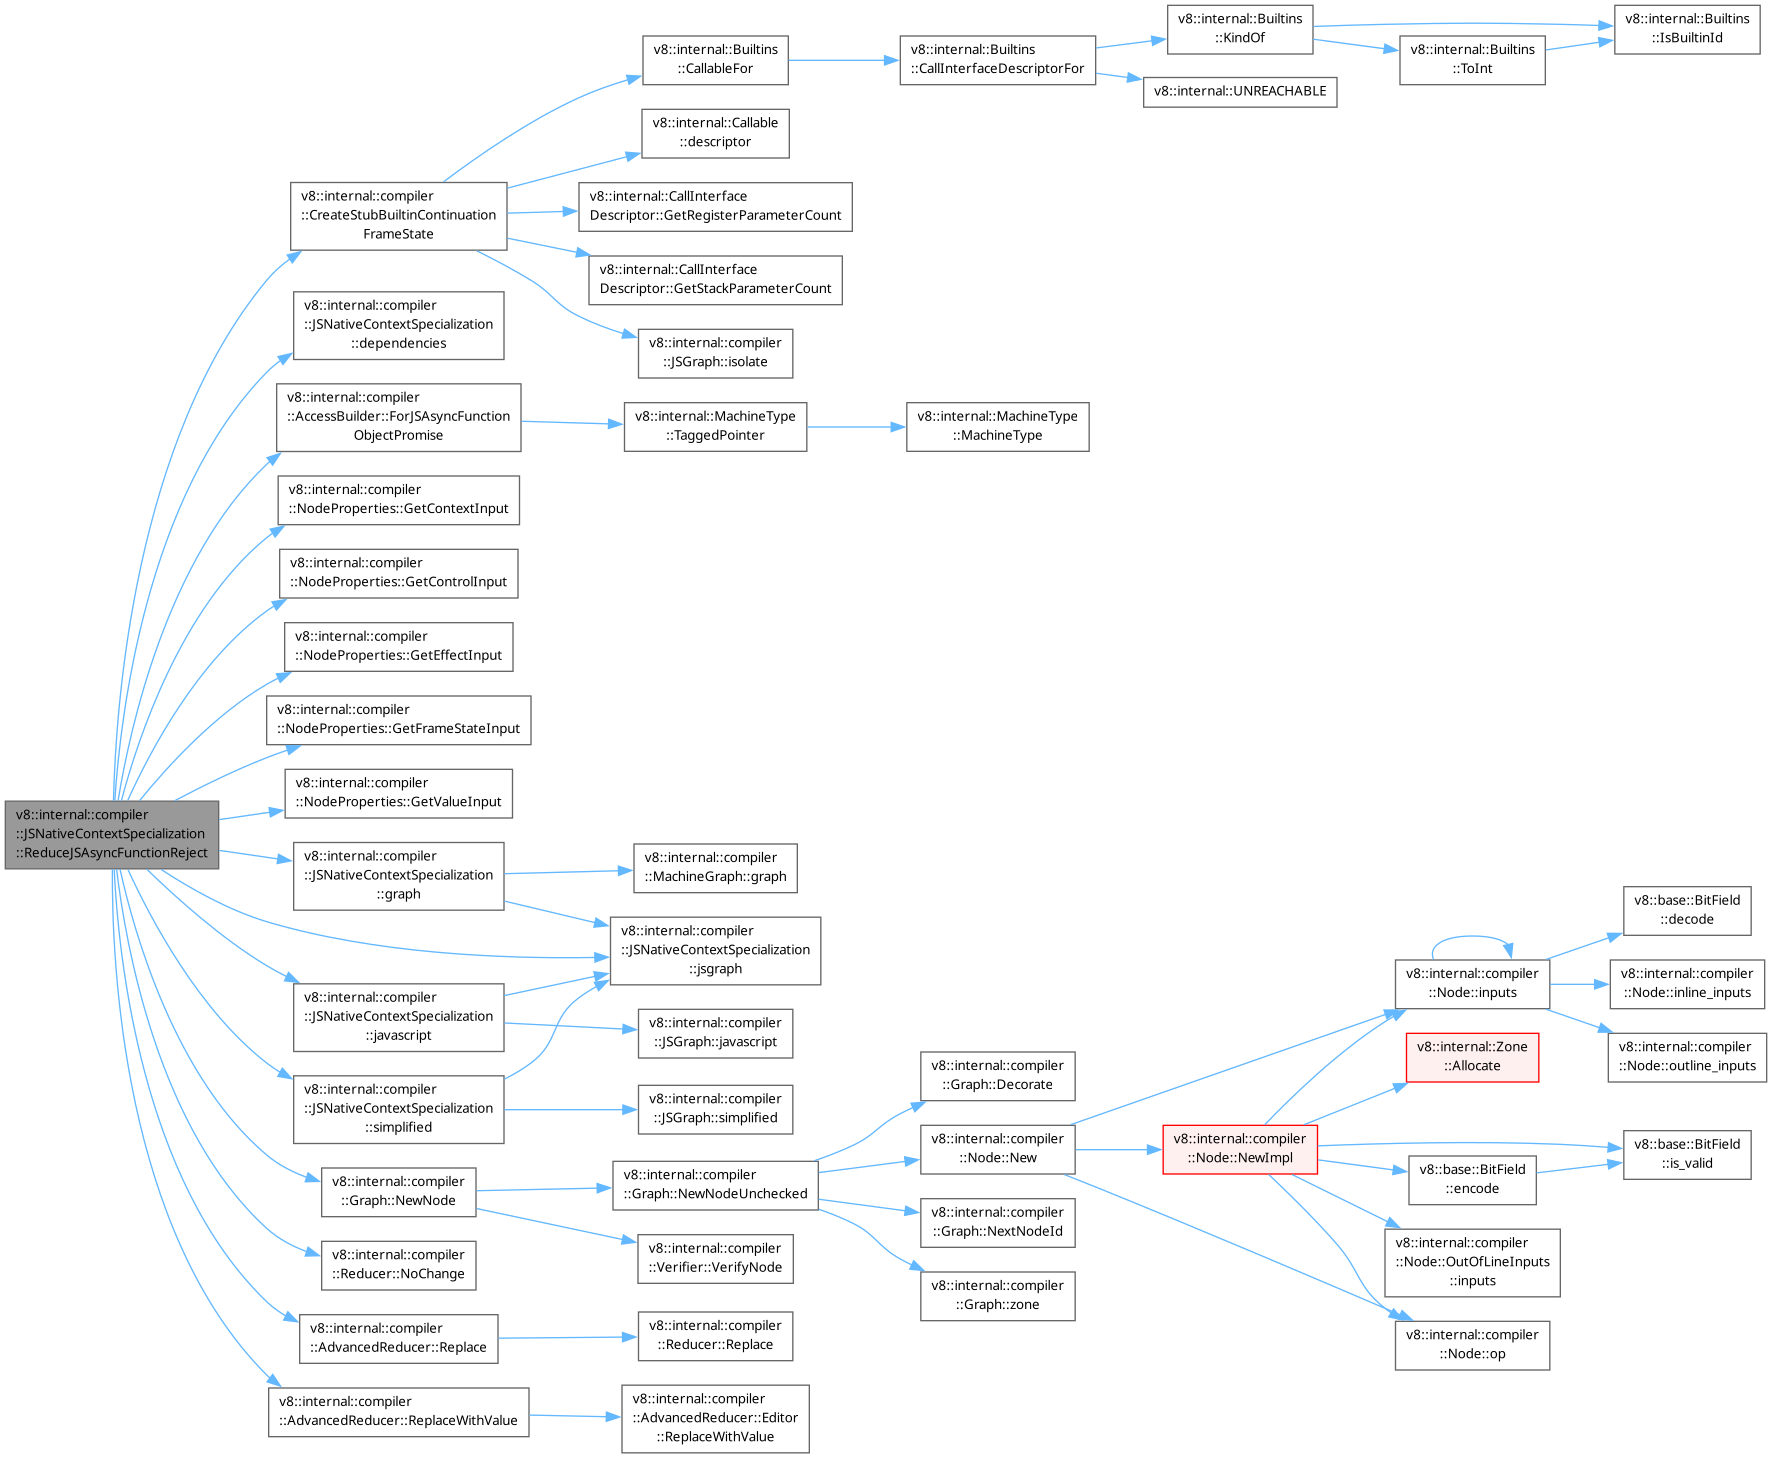 v8::internal::compiler
::JSNativeContextSpecialization
::ReduceJSAsyncFunctionReject
v8::internal::compiler
::CreateStubBuiltinContinuation
FrameState
v8::internal::Builtins
::CallableFor
v8::internal::Builtins
::CallInterfaceDescriptorFor
v8::internal::Builtins
::KindOf
v8::internal::Builtins
::IsBuiltinId
v8::internal::Builtins
::ToInt
v8::internal::UNREACHABLE
v8::internal::Callable
::descriptor
v8::internal::CallInterface
Descriptor::GetRegisterParameterCount
v8::internal::CallInterface
Descriptor::GetStackParameterCount
v8::internal::compiler
::JSGraph::isolate
v8::internal::compiler
::JSNativeContextSpecialization
::dependencies
v8::internal::compiler
::AccessBuilder::ForJSAsyncFunction
ObjectPromise
v8::internal::MachineType
::TaggedPointer
v8::internal::MachineType
::MachineType
v8::internal::compiler
::NodeProperties::GetContextInput
v8::internal::compiler
::NodeProperties::GetControlInput
v8::internal::compiler
::NodeProperties::GetEffectInput
v8::internal::compiler
::NodeProperties::GetFrameStateInput
v8::internal::compiler
::NodeProperties::GetValueInput
v8::internal::compiler
::JSNativeContextSpecialization
::graph
v8::internal::compiler
::MachineGraph::graph
v8::internal::compiler
::JSNativeContextSpecialization
::jsgraph
v8::internal::compiler
::JSNativeContextSpecialization
::javascript
v8::internal::compiler
::JSGraph::javascript
v8::internal::compiler
::JSNativeContextSpecialization
::simplified
v8::internal::compiler
::JSGraph::simplified
v8::internal::compiler
::Graph::NewNode
v8::internal::compiler
::Graph::NewNodeUnchecked
v8::internal::compiler
::Graph::Decorate
v8::internal::compiler
::Node::New
v8::internal::compiler
::Node::inputs
v8::base::BitField
::decode
v8::internal::compiler
::Node::inline_inputs
v8::internal::compiler
::Node::outline_inputs
v8::internal::compiler
::Node::NewImpl
v8::internal::Zone
::Allocate
v8::base::BitField
::is_valid
v8::base::BitField
::encode
v8::internal::compiler
::Node::OutOfLineInputs
::inputs
v8::internal::compiler
::Node::op
v8::internal::compiler
::Graph::NextNodeId
v8::internal::compiler
::Graph::zone
v8::internal::compiler
::Verifier::VerifyNode
v8::internal::compiler
::Reducer::NoChange
v8::internal::compiler
::AdvancedReducer::Replace
v8::internal::compiler
::Reducer::Replace
v8::internal::compiler
::AdvancedReducer::ReplaceWithValue
v8::internal::compiler
::AdvancedReducer::Editor
::ReplaceWithValue